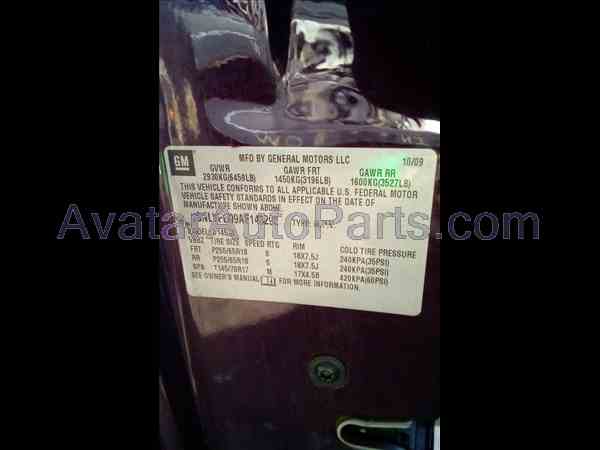 GM
MFD BY GENERAL MOTORS LLC 10/09
GVWR GAWR FRT GAWR RR
2930KG(6459LB) 1450KG(3196LB) 1600KG(3527LB)
THIS VEHICLE CONFORMS TO ALL APPLICABLE U.S. FEDERAL MOTOR
VEHICLE SAFETY STANDARDS IN EFFECT ON THE DATE OF
MANUFACTURE SHOWN ABOVE.
TYPE:
TIRE SIZE SPEED RTG RIM COLD TIRE PRESSURE
FRT P255/65R18 S 18X7.5J 240KPA(35PSI)
RR P255/65R18 S 18X7.5J 240KPA(35PSI)
SPA T145/70R17 M 17X4.5B 420KPA(60PSI)
SEE OWNER'S MANUAL FOR MORE INFORMATION.
AvatarAutoParts.Com